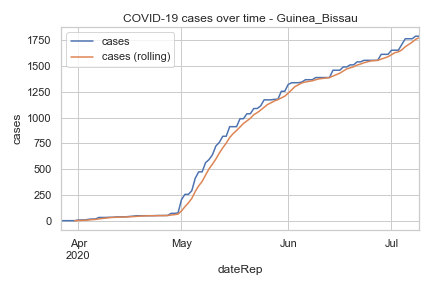 COVID-19 cases over time - Guinea_Bissau
cases
cases (rolling)
1750
1500
1250
1000
750
500
250
0
cases
Apr
2020
May
Jun
Jul
dateRep